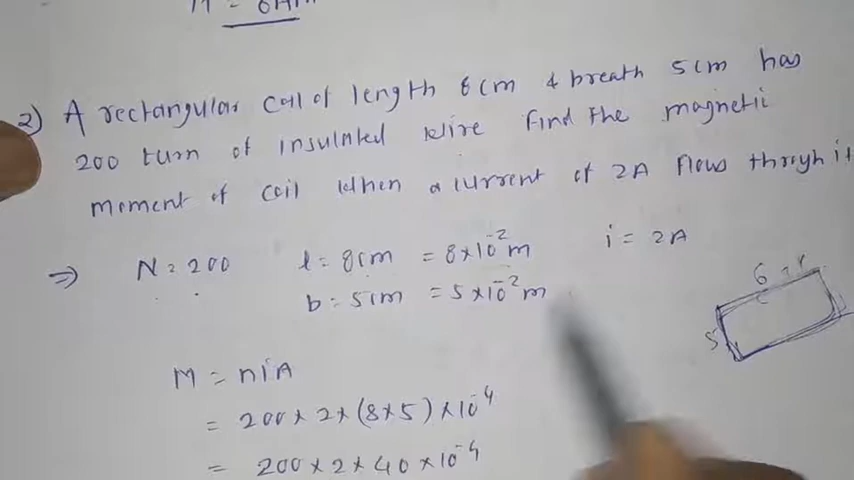 2) A rectangular coil of length 8cm & breath 5cm has
200 turn of insulated wire find the magnetic
moment of coil when a current of 2A flows through it
⇒ N = 200 l = 8cm = 8×10⁻²m i = 2A
b = 5cm = 5×10⁻²m
M = niA
= 200×2×(8×5)×10⁻⁴
= 200×2×40×10⁻⁴